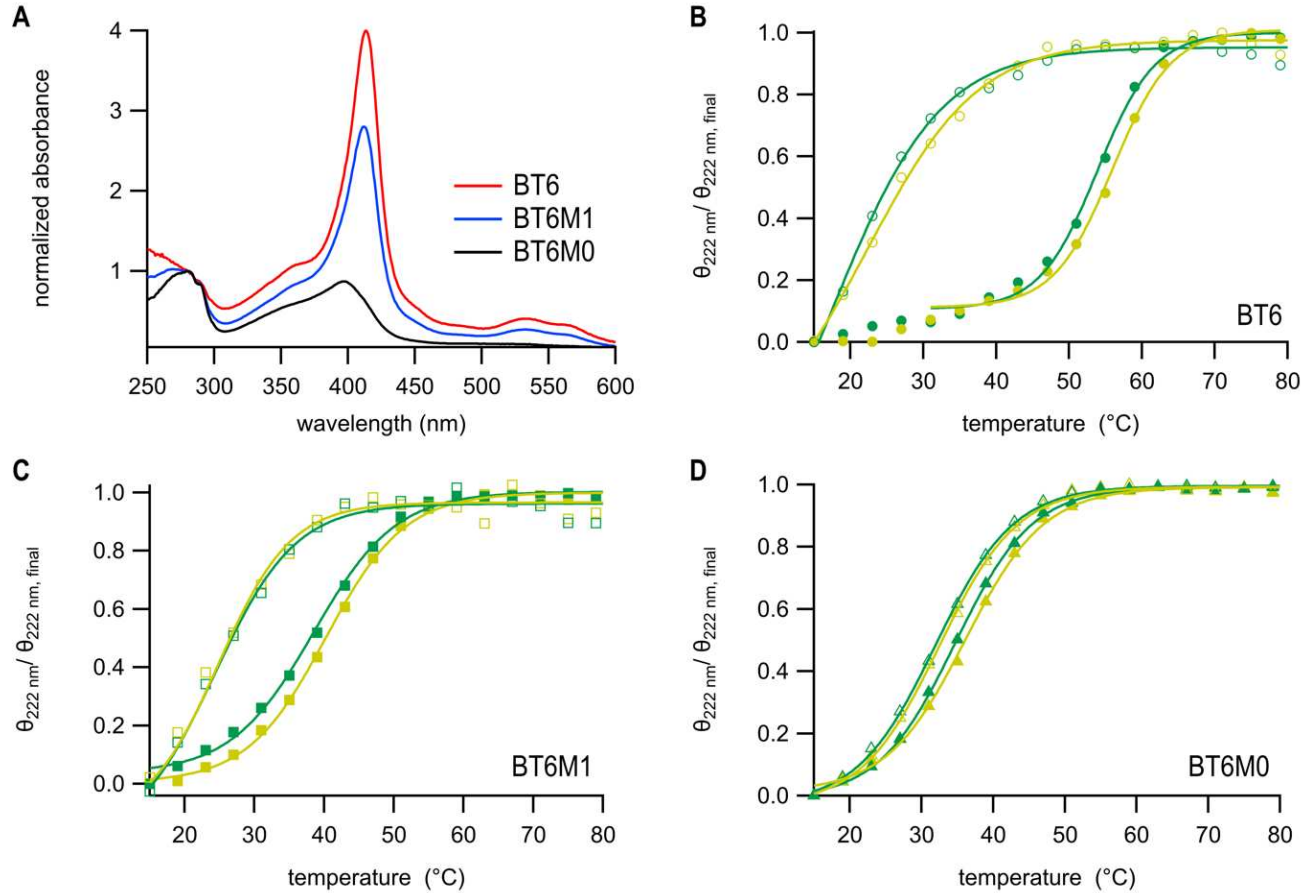 A
4
3
2
1
normalized absorbance
BT6
BT6M1
BT6M0
250 300 350 400 450 500 550 600
wavelength (nm)
B
1.0
0.8
0.6
0.4
0.2
0.0
θ222 nm/ θ222 nm, final
BT6
20 30 40 50 60 70 80
temperature (°C)
C
1.0
0.8
0.6
0.4
0.2
0.0
θ222 nm/ θ222 nm, final
BT6M1
20 30 40 50 60 70 80
temperature (°C)
D
1.0
0.8
0.6
0.4
0.2
0.0
θ222 nm/ θ222 nm, final
BT6M0
20 30 40 50 60 70 80
temperature (°C)